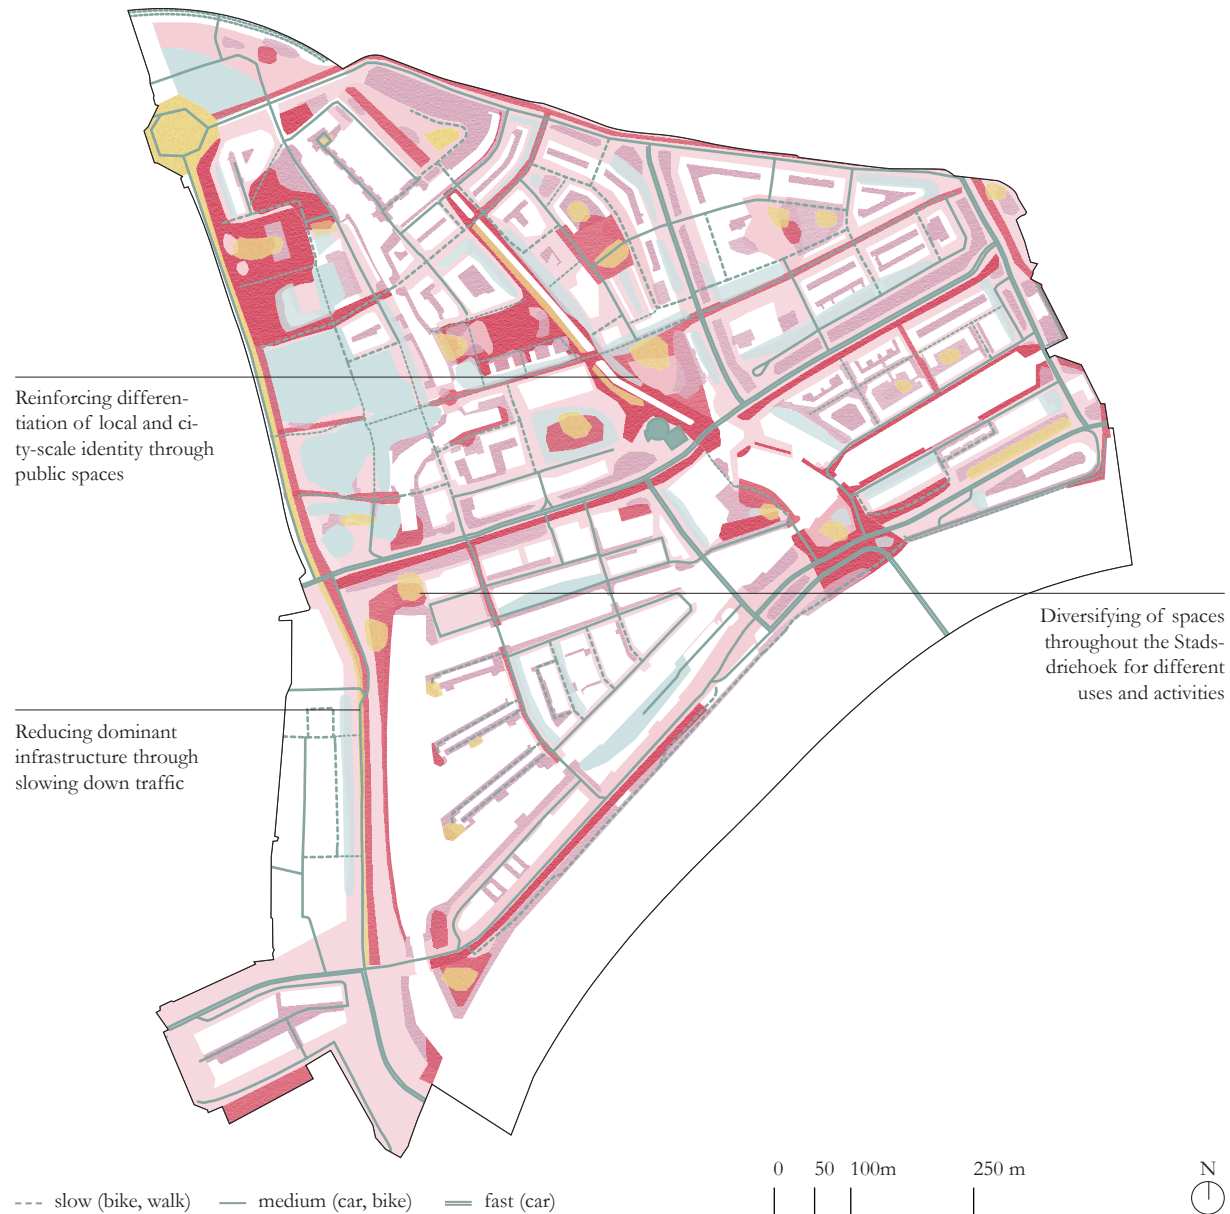 Reinforcing differen-
tiation of local and ci-
ty-scale identity through
public spaces
Diversifying of spaces
throughout the Stads-
driehoek for different
uses and activities
Reducing dominant
infrastructure through
slowing down traffic
0 50 100m 250 m N
slow (bike, walk) medium (car, bike) fast (car)